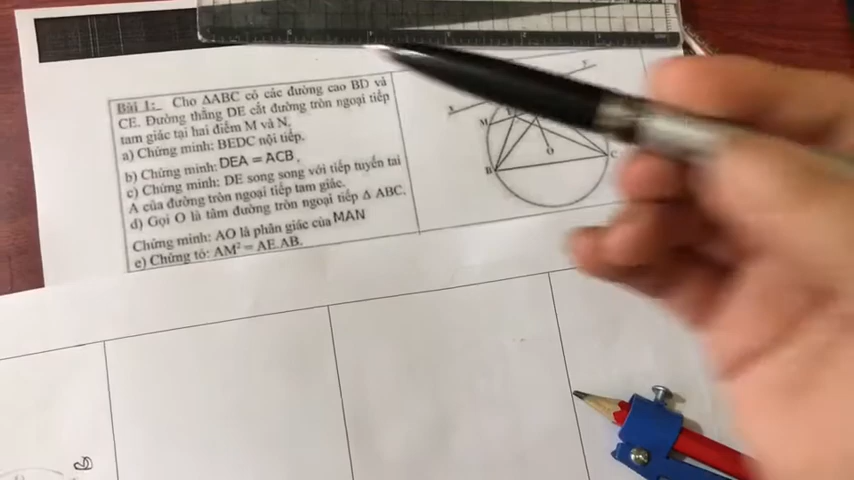 Bài 1: Cho ΔABC có các đường cao BD và
CE. Đường thẳng DE cắt đường tròn ngoại tiếp
tam giác tại hai điểm M và N.
a) Chứng minh: BEDC nội tiếp.
b) Chứng minh: DEA = ACB.
c) Chứng minh: DE song song với tiếp tuyến tại
A của đường tròn ngoại tiếp tam giác.
d) Gọi O là tâm đường tròn ngoại tiếp Δ ABC.
Chứng minh: AO là phân giác của MAN
e) Chứng tỏ: AM² = AE.AB.
x
y
M
O
B
C